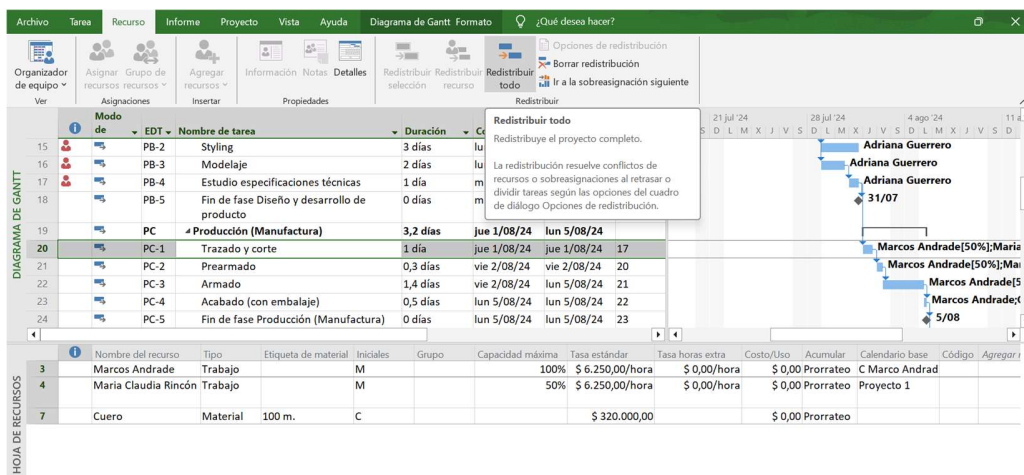 Archivo Tarea Recurso Informe Proyecto Vista Ayuda Diagrama de Gantt Formato ¿Qué desea hacer?
Organizador de equipo
Asignar recursos
Grupo de recursos
Agregar recursos
Información Notas Detalles
Redistribuir selección
Redistribuir recurso
Redistribuir todo
Opciones de redistribución
Borrar redistribución
Ir a la sobreasignación siguiente
Ver Asignaciones Insertar Propiedades Redistribuir
Redistribuir todo
Redistribuye el proyecto completo.
La redistribución resuelve conflictos de
recursos o sobreasignaciones al retrasar o
dividir tareas según las opciones del cuadro
de diálogo Opciones de redistribución.
DIAGRAMA DE GANTT
Modo de EDT Nombre de tarea Duración
21 jul '24 28 jul '24 4 ago '24
S D L M X J V S D L M X J V S D L M X J V S D
15 PB-2 Styling 3 días lu Adriana Guerrero
16 PB-3 Modelaje 2 días lu Adriana Guerrero
17 PB-4 Estudio especificaciones técnicas 1 día m Adriana Guerrero
18 PB-5 Fin de fase Diseño y desarrollo de producto 0 días m 31/07
19 PC Producción (Manufactura) 3,2 días jue 1/08/24 lun 5/08/24
20 PC-1 Trazado y corte 1 día jue 1/08/24 jue 1/08/24 17 Marcos Andrade[50%];Maria
21 PC-2 Prearmado 0,3 días vie 2/08/24 vie 2/08/24 20 Marcos Andrade[50%];Mar
22 PC-3 Armado 1,4 días vie 2/08/24 lun 5/08/24 21 Marcos Andrade[5
23 PC-4 Acabado (con embalaje) 0,5 días lun 5/08/24 lun 5/08/24 22 Marcos Andrade;
24 PC-5 Fin de fase Producción (Manufactura) 0 días lun 5/08/24 lun 5/08/24 23 5/08
HOJA DE RECURSOS
Nombre del recurso Tipo Etiqueta de material Iniciales Grupo Capacidad máxima Tasa estándar Tasa horas extra Costo/Uso Acumular Calendario base Código Agregar
3 Marcos Andrade Trabajo M 100% $ 6.250,00/hora $ 0,00/hora $ 0,00 Prorrateo C Marco Andrad
4 Maria Claudia Rincón Trabajo M 50% $ 6.250,00/hora $ 0,00/hora $ 0,00 Prorrateo Proyecto 1
7 Cuero Material 100 m. C $ 320.000,00 $ 0,00 Prorrateo